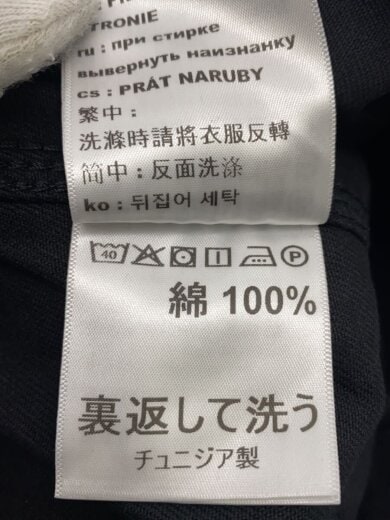 TRONIE
ru : при стирке
вывернуть наизнанку
cs : PRÁT NARUBY
繁中 :
洗滌時請將衣服反轉
简中 : 反面洗涤
ko : 뒤집어 세탁
40 P
綿 100%
裏返して洗う
チュニジア製